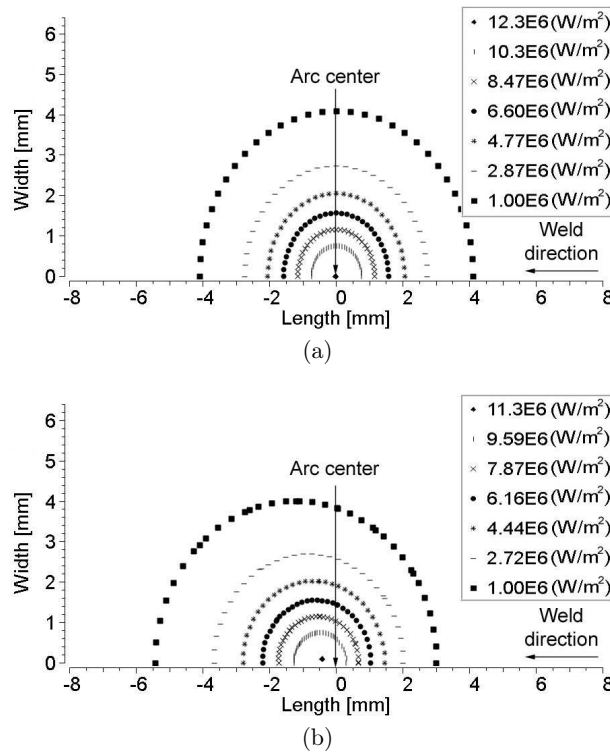 12.3E6(W/m²)
10.3E6(W/m²)
8.47E6(W/m²)
6.60E6(W/m²)
4.77E6(W/m²)
2.87E6(W/m²)
1.00E6(W/m²)
Arc center
Weld
direction
Width [mm]
6
5
4
3
2
1
0
-8 -6 -4 -2 0 2 4 6 8
Length [mm]
(a)
11.3E6(W/m²)
9.59E6(W/m²)
7.87E6(W/m²)
6.16E6(W/m²)
4.44E6(W/m²)
2.72E6(W/m²)
1.00E6(W/m²)
Arc center
Weld
direction
Width [mm]
6
5
4
3
2
1
0
-8 -6 -4 -2 0 2 4 6 8
Length [mm]
(b)